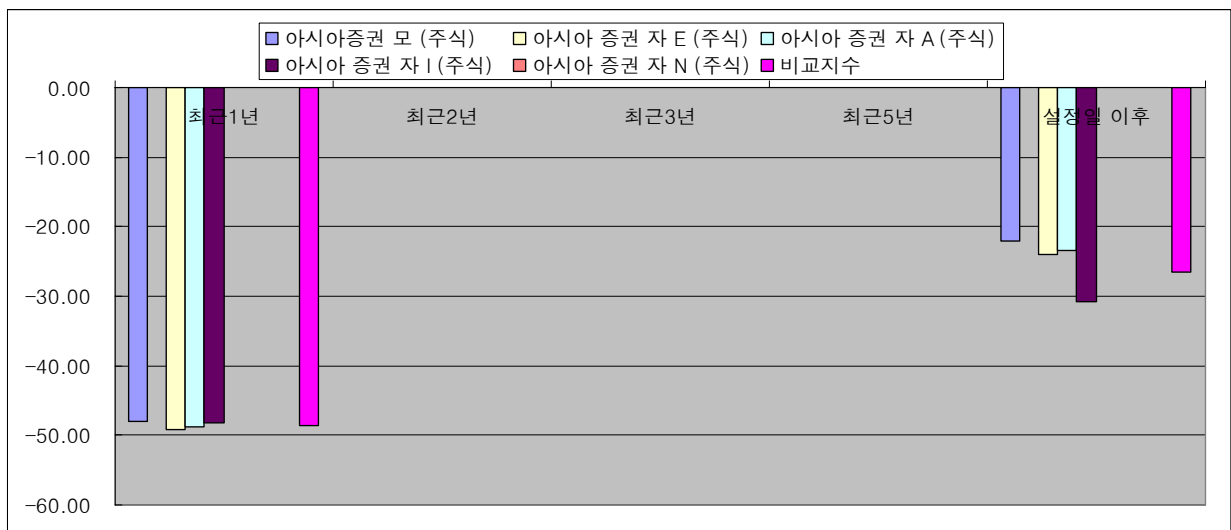 아시아증권 모 (주식) 아시아 증권 자 E (주식) 아시아 증권 자 A (주식)
아시아 증권 자 I (주식) 아시아 증권 자 N (주식) 비교지수
0.00
최근1년 최근2년 최근3년 최근5년 설정일 이후
-10.00
-20.00
-30.00
-40.00
-50.00
-60.00